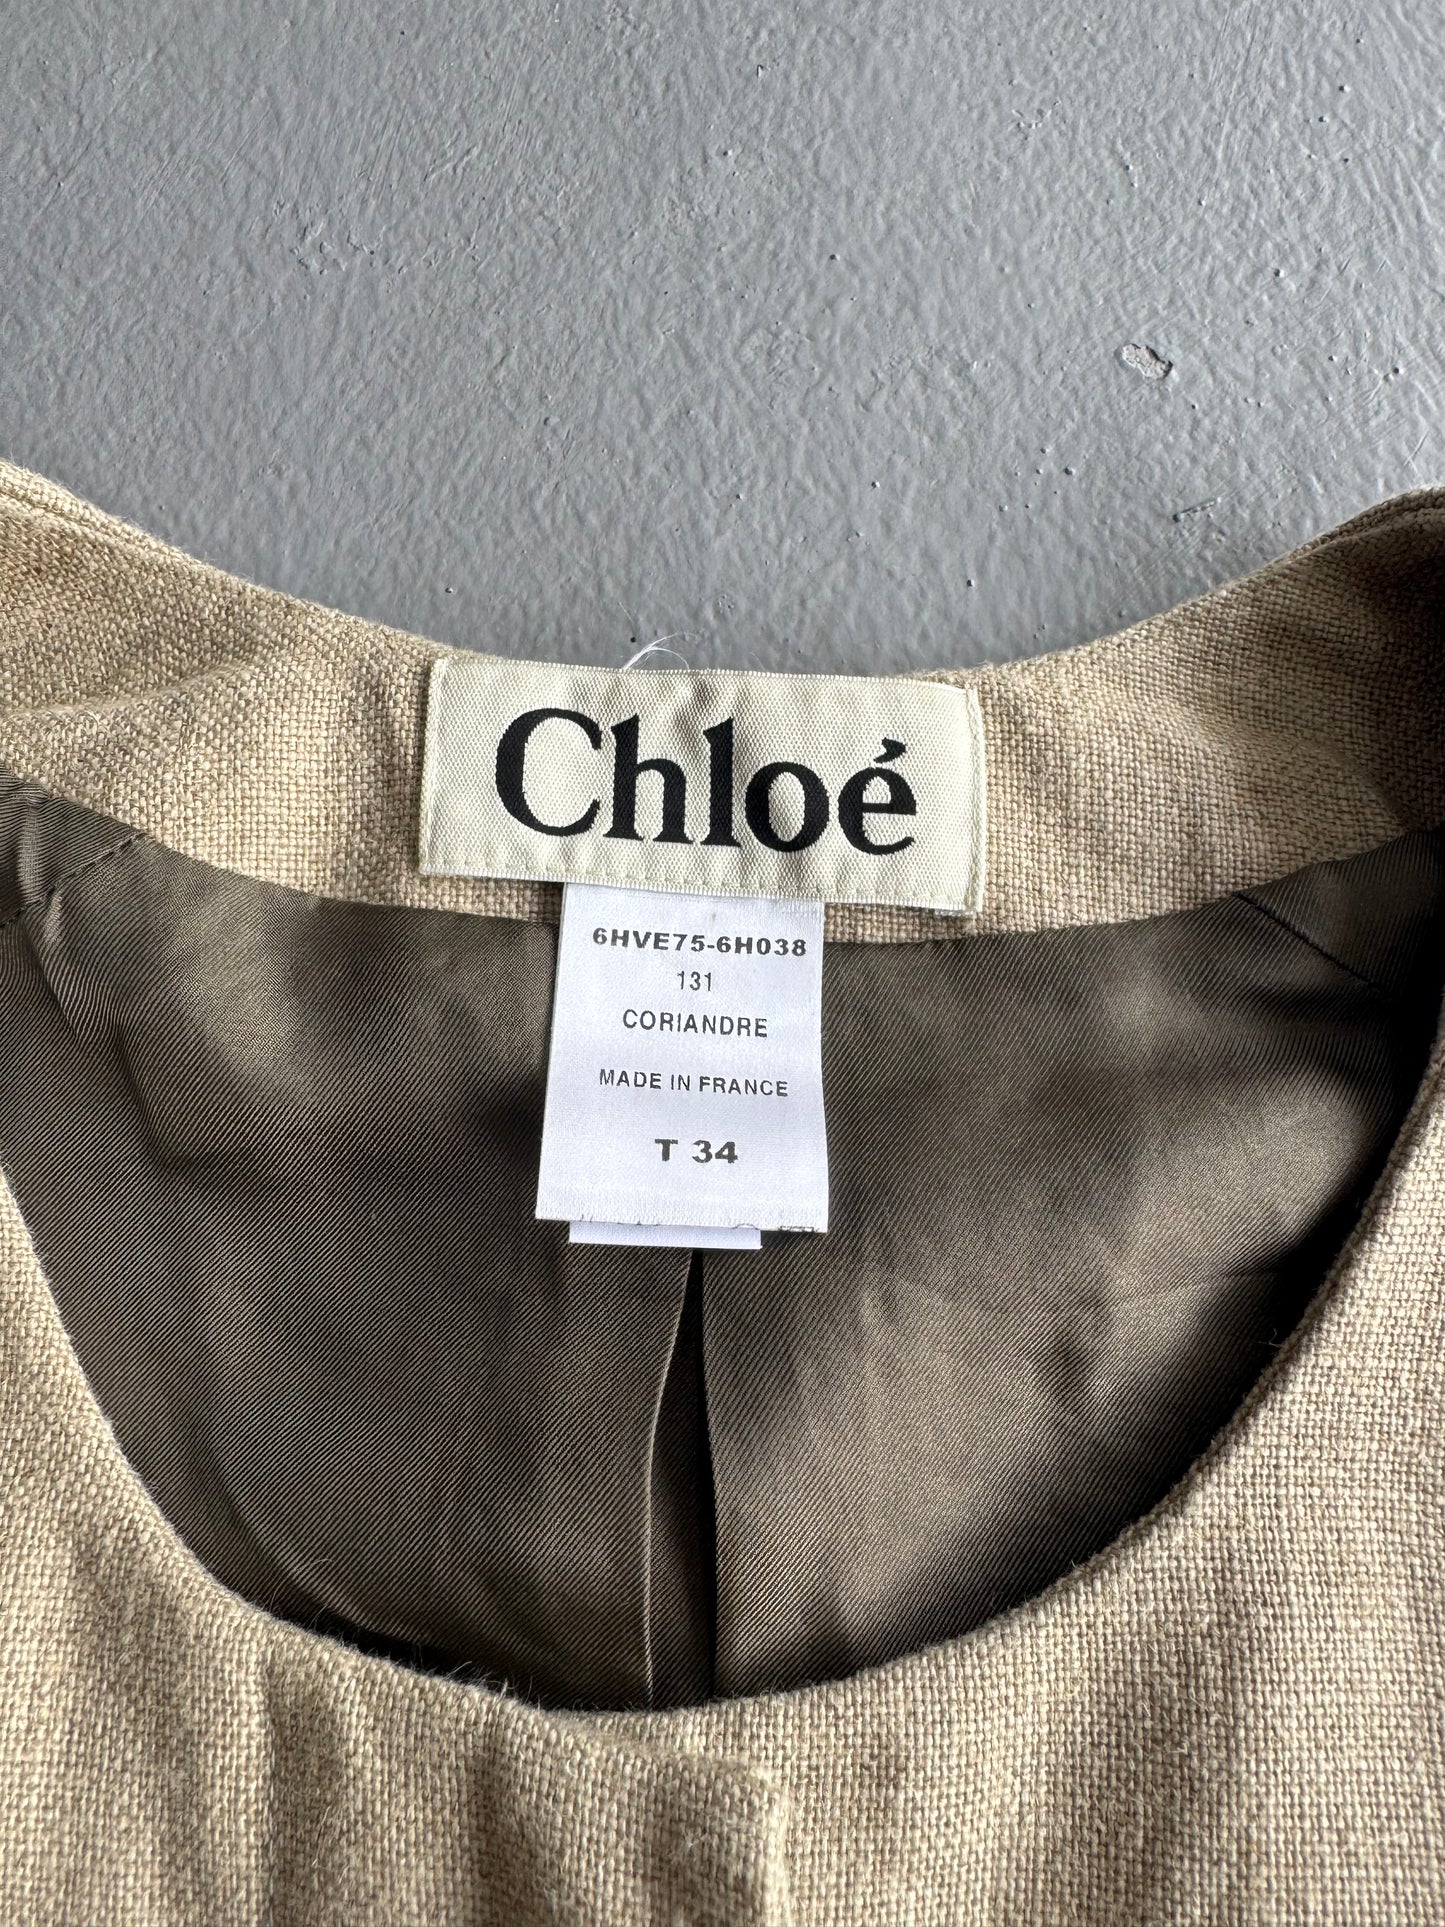 Chloé
6HVE75-6H038
131
CORIANDRE
MADE IN FRANCE
T 34